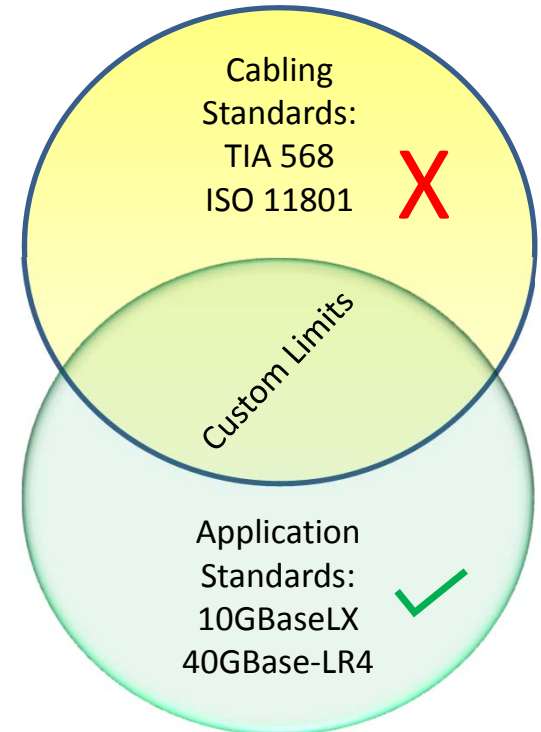 Cabling
Standards:
TIA 568
ISO 11801
X
Custom Limits
Application
Standards:
10GBaseLX
40GBase-LR4